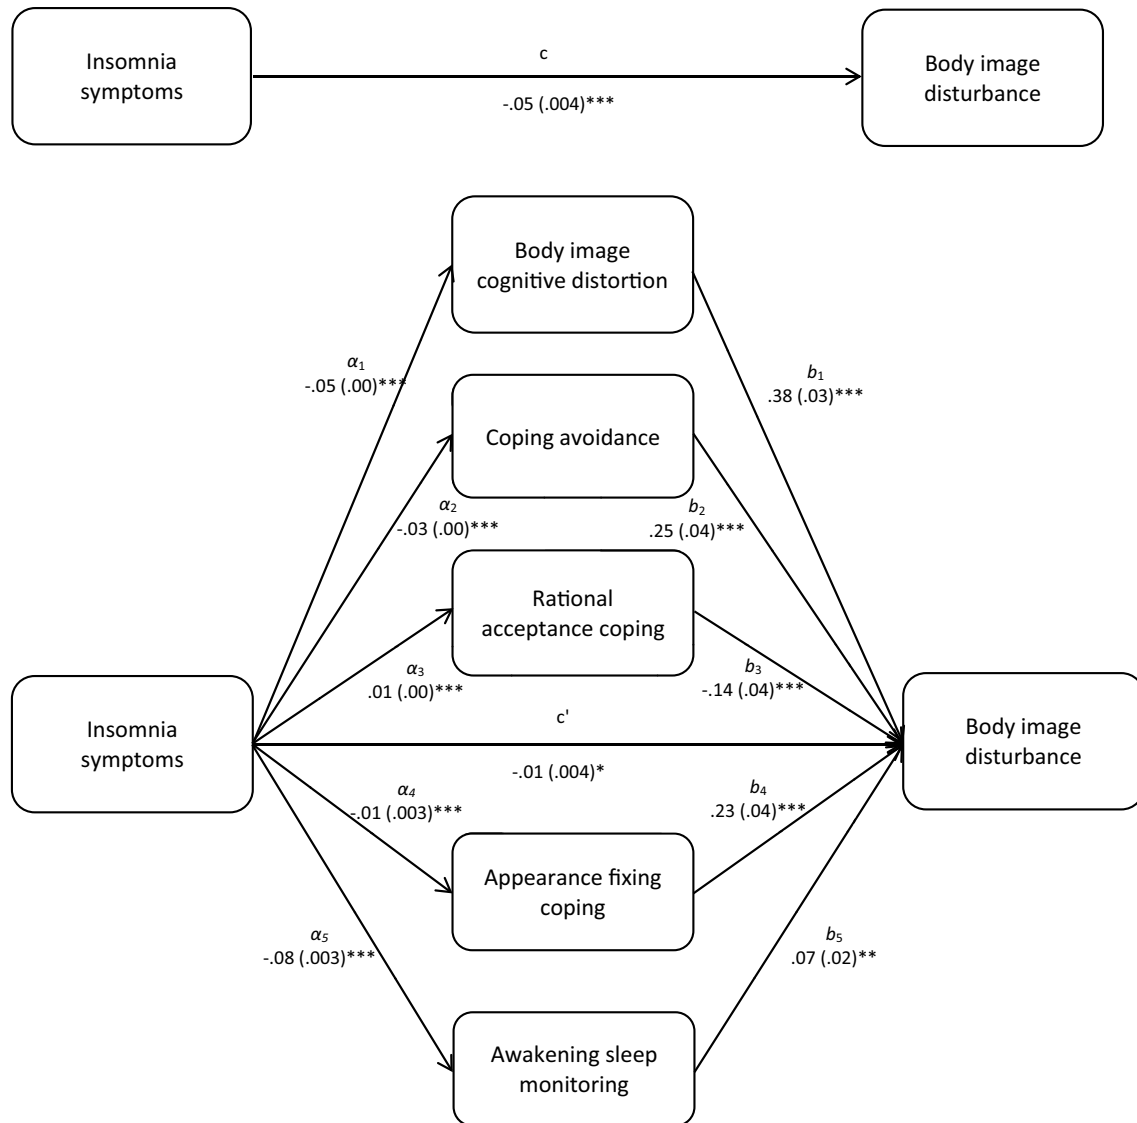 Insomnia
symptoms
c
-.05 (.004)***
Body image
disturbance
Body image
cognitive distortion
α1
-.05 (.00)***
b1
.38 (.03)***
Coping avoidance
α2
-.03 (.00)***
b2
.25 (.04)***
Rational
acceptance coping
α3
.01 (.00)***
b3
-.14 (.04)***
Insomnia
symptoms
c'
-.01 (.004)*
Body image
disturbance
α4
-.01 (.003)***
b4
.23 (.04)***
Appearance fixing
coping
α5
-.08 (.003)***
b5
.07 (.02)**
Awakening sleep
monitoring